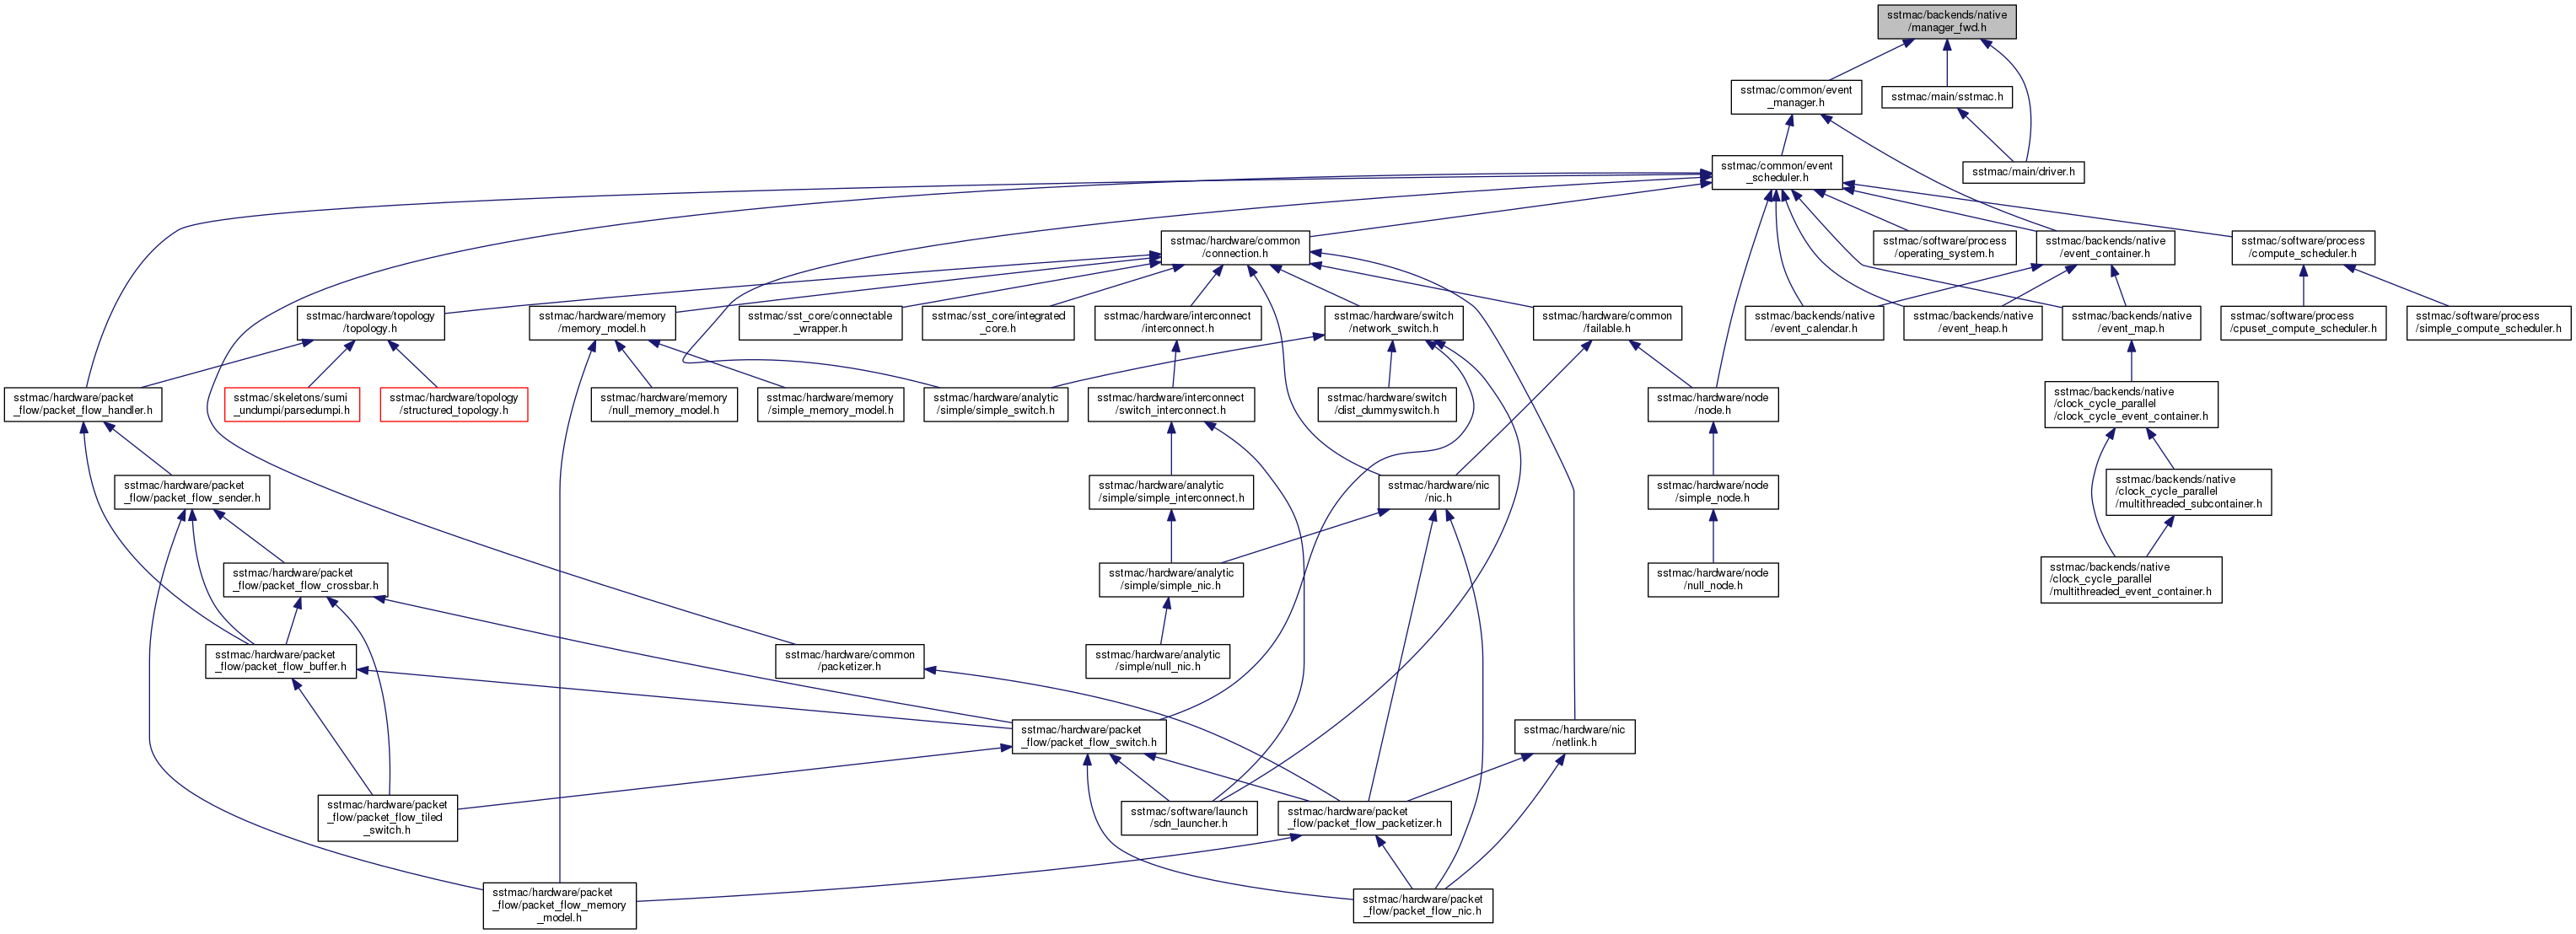 sstmac/backends/native
/manager_fwd.h
sstmac/common/event
_manager.h
sstmac/main/sstmac.h
sstmac/common/event
_scheduler.h
sstmac/main/driver.h
sstmac/hardware/common
/connection.h
sstmac/software/process
/operating_system.h
sstmac/backends/native
/event_container.h
sstmac/software/process
/compute_scheduler.h
sstmac/hardware/topology
/topology.h
sstmac/hardware/memory
/memory_model.h
sstmac/sst_core/connectable
_wrapper.h
sstmac/sst_core/integrated
_core.h
sstmac/hardware/interconnect
/interconnect.h
sstmac/hardware/switch
/network_switch.h
sstmac/hardware/common
/failable.h
sstmac/backends/native
/event_calendar.h
sstmac/backends/native
/event_heap.h
sstmac/backends/native
/event_map.h
sstmac/software/process
/cpuset_compute_scheduler.h
sstmac/software/process
/simple_compute_scheduler.h
sstmac/hardware/packet
_flow/packet_flow_handler.h
sstmac/skeletons/sumi
_undumpi/parsedumpi.h
sstmac/hardware/topology
/structured_topology.h
sstmac/hardware/memory
/null_memory_model.h
sstmac/hardware/memory
/simple_memory_model.h
sstmac/hardware/analytic
/simple/simple_switch.h
sstmac/hardware/interconnect
/switch_interconnect.h
sstmac/hardware/switch
/dist_dummyswitch.h
sstmac/hardware/node
/node.h
sstmac/backends/native
/clock_cycle_parallel
/clock_cycle_event_container.h
sstmac/hardware/packet
_flow/packet_flow_sender.h
sstmac/hardware/analytic
/simple/simple_interconnect.h
sstmac/hardware/nic
/nic.h
sstmac/hardware/node
/simple_node.h
sstmac/backends/native
/clock_cycle_parallel
/multithreaded_subcontainer.h
sstmac/hardware/packet
_flow/packet_flow_crossbar.h
sstmac/hardware/analytic
/simple/simple_nic.h
sstmac/hardware/node
/null_node.h
sstmac/backends/native
/clock_cycle_parallel
/multithreaded_event_container.h
sstmac/hardware/packet
_flow/packet_flow_buffer.h
sstmac/hardware/common
/packetizer.h
sstmac/hardware/analytic
/simple/null_nic.h
sstmac/hardware/packet
_flow/packet_flow_switch.h
sstmac/hardware/nic
/netlink.h
sstmac/hardware/packet
_flow/packet_flow_tiled
_switch.h
sstmac/software/launch
/sdn_launcher.h
sstmac/hardware/packet
_flow/packet_flow_packetizer.h
sstmac/hardware/packet
_flow/packet_flow_memory
_model.h
sstmac/hardware/packet
_flow/packet_flow_nic.h